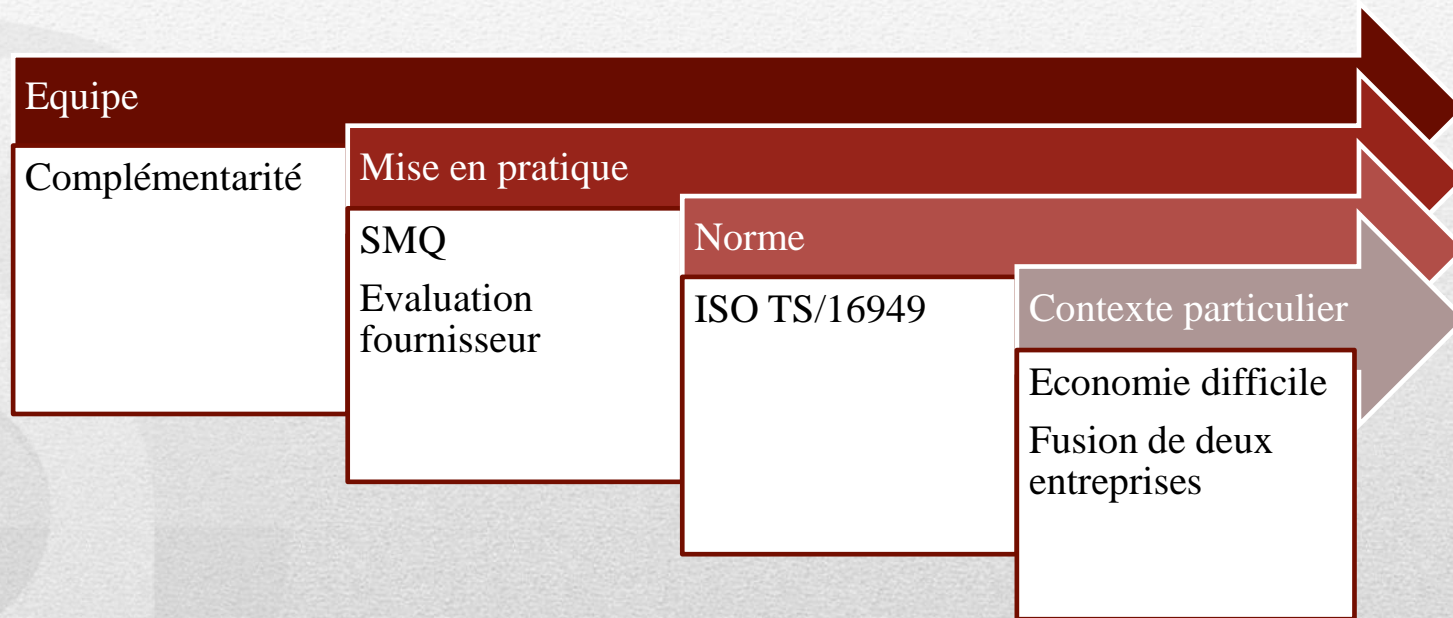 Equipe
Complémentarité
Mise en pratique
SMQ
Evaluation
fournisseur
Norme
ISO TS/16949
Contexte particulier
Economie difficile
Fusion de deux
entreprises